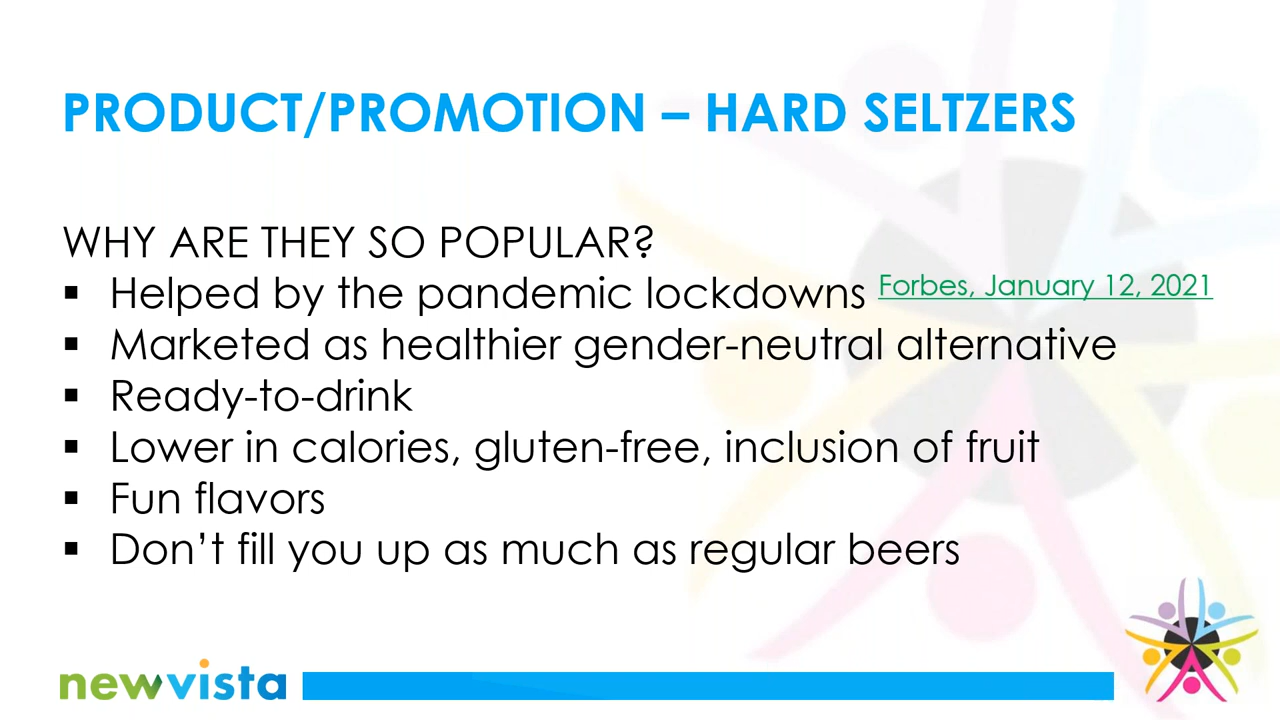 PRODUCT/PROMOTION – HARD SELTZERS
WHY ARE THEY SO POPULAR?
▪ Helped by the pandemic lockdowns Forbes, January 12, 2021
▪ Marketed as healthier gender-neutral alternative
▪ Ready-to-drink
▪ Lower in calories, gluten-free, inclusion of fruit
▪ Fun flavors
▪ Don’t fill you up as much as regular beers
newvista